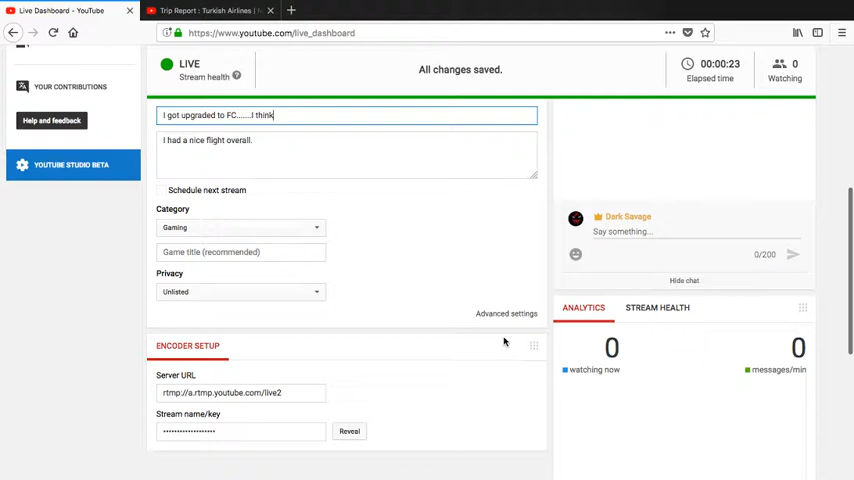 Live Dashboard - YouTube
Trip Report : Turkish Airlines |
https://www.youtube.com/live_dashboard
YOUR CONTRIBUTIONS
Help and feedback
YOUTUBE STUDIO BETA
LIVE
Stream health ?
All changes saved.
00:00:23
Elapsed time
0
Watching
I got upgraded to FC.......I think
I had a nice flight overall.
Schedule next stream
Category
Gaming
Game title (recommended)
Privacy
Unlisted
Advanced settings
ENCODER SETUP
Server URL
rtmp://a.rtmp.youtube.com/live2
Stream name/key
••••••••••••••••••
Reveal
Dark Savage
Say something...
0/200
Hide chat
ANALYTICS
STREAM HEALTH
0
watching now
0
messages/min